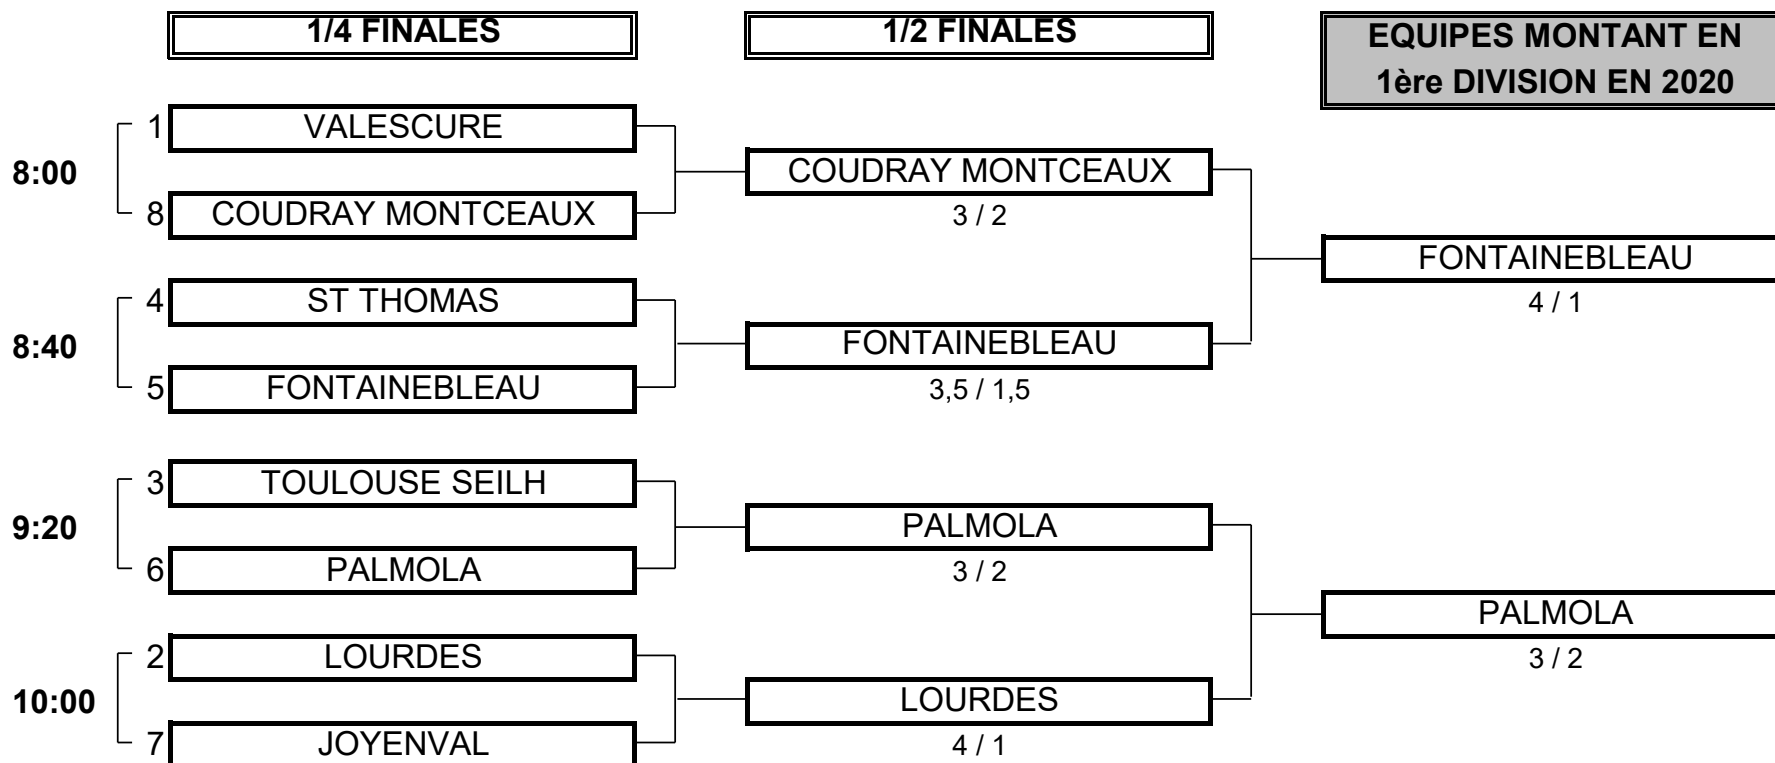 1/4 FINALES
1/2 FINALES
EQUIPES MONTANT EN
1ère DIVISION EN 2020
8:00
1
VALESCURE
8
COUDRAY MONTCEAUX
COUDRAY MONTCEAUX
3 / 2
8:40
4
ST THOMAS
5
FONTAINEBLEAU
FONTAINEBLEAU
3,5 / 1,5
FONTAINEBLEAU
4 / 1
9:20
3
TOULOUSE SEILH
6
PALMOLA
PALMOLA
3 / 2
10:00
2
LOURDES
7
JOYENVAL
LOURDES
4 / 1
PALMOLA
3 / 2